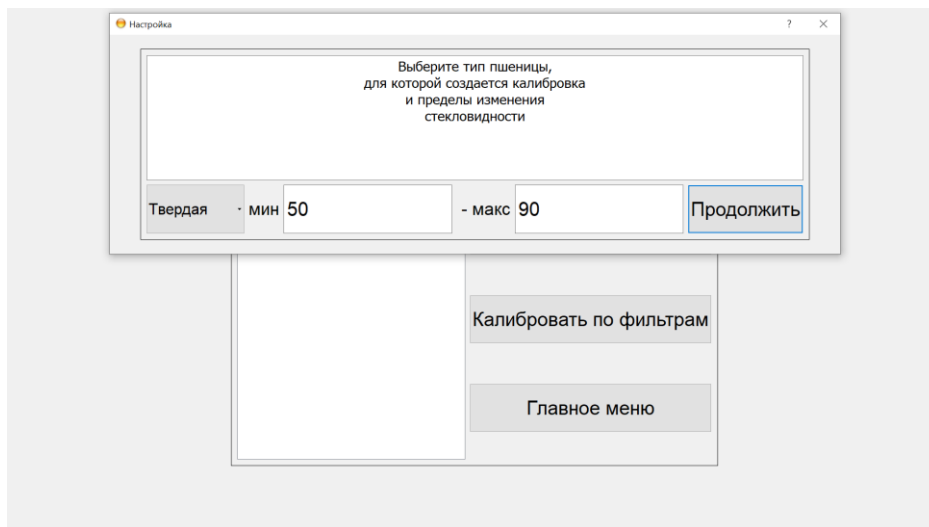 Настройка
?
Выберите тип пшеницы,
для которой создается калибровка
и пределы изменения
стекловидности
Твердая мин 50 - макс 90 Продолжить
Калибровать по фильтрам
Главное меню